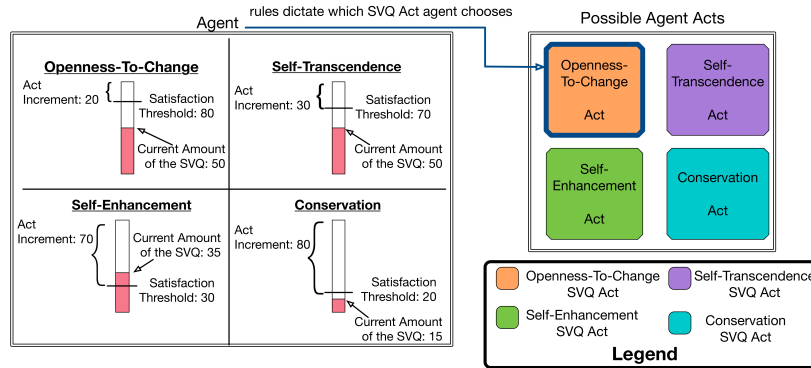 Agent
rules dictate which SVQ Act agent chooses
Openness-To-Change
Act
Increment: 20
Satisfaction
Threshold: 80
Current Amount
of the SVQ: 50
Self-Transcendence
Act
Increment: 30
Satisfaction
Threshold: 70
Current Amount
of the SVQ: 50
Self-Enhancement
Act
Increment: 70
Current Amount
of the SVQ: 35
Satisfaction
Threshold: 30
Conservation
Act
Increment: 80
Satisfaction
Threshold: 20
Current Amount
of the SVQ: 15
Possible Agent Acts
Openness-
To-Change
Act
Self-
Transcendence
Act
Self-
Enhancement
Act
Conservation
Act
Openness-To-Change
SVQ Act
Self-Transcendence
SVQ Act
Self-Enhancement
SVQ Act
Conservation
SVQ Act
Legend